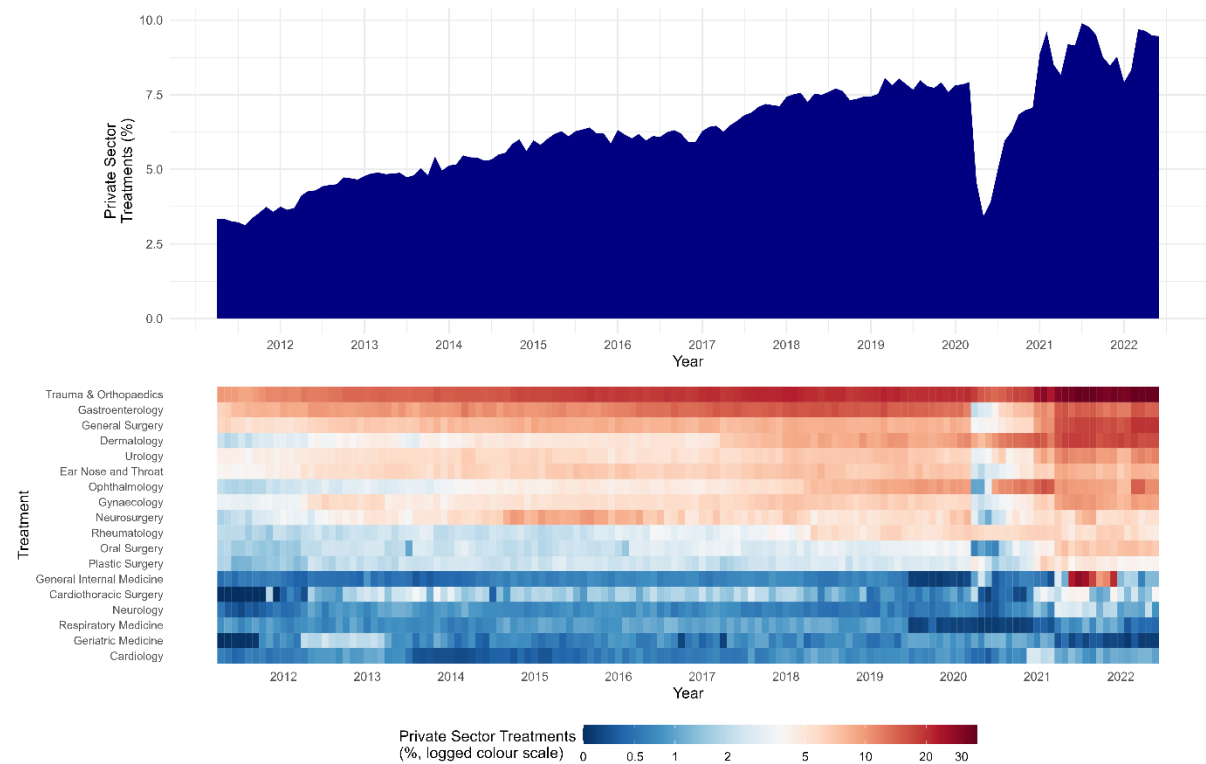 10.0
7.5
5.0
2.5
0.0
Private Sector
Treatments (%)
2012 2013 2014 2015 2016 2017 2018 2019 2020 2021 2022
Year
Treatment
Trauma & Orthopaedics
Gastroenterology
General Surgery
Dermatology
Urology
Ear Nose and Throat
Ophthalmology
Gynaecology
Neurosurgery
Rheumatology
Oral Surgery
Plastic Surgery
General Internal Medicine
Cardiothoracic Surgery
Neurology
Respiratory Medicine
Geriatric Medicine
Cardiology
2012 2013 2014 2015 2016 2017 2018 2019 2020 2021 2022
Year
Private Sector Treatments
(%, logged colour scale)
0 0.5 1 2 5 10 20 30